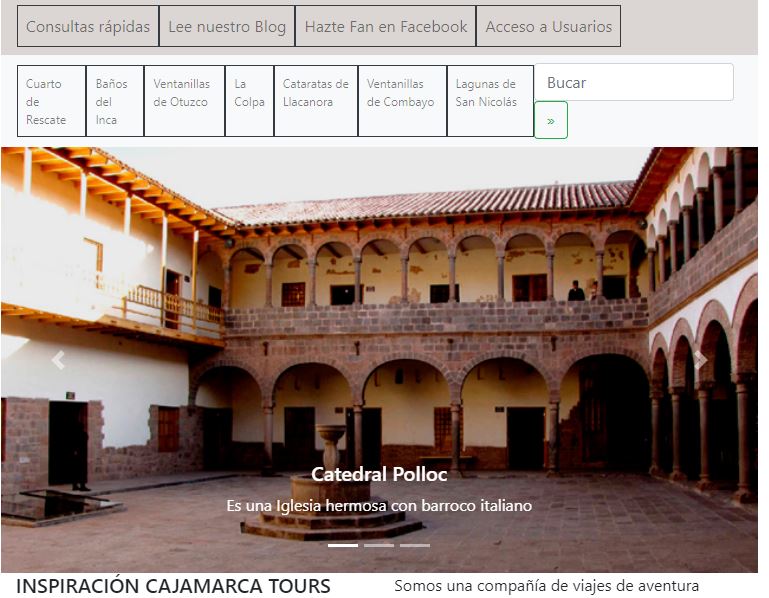 Consultas rápidas Lee nuestro Blog Hazte Fan en Facebook Acceso a Usuarios
Cuarto
de
Rescate
Baños
del
Inca
Ventanillas
de Otuzco
La
Colpa
Cataratas de
Llacanora
Ventanillas
de Combayo
Lagunas de
San Nicolás
Bucar
»
Catedral Polloc
Es una Iglesia hermosa con barroco italiano
INSPIRACIÓN CAJAMARCA TOURS
Somos una compañía de viajes de aventura